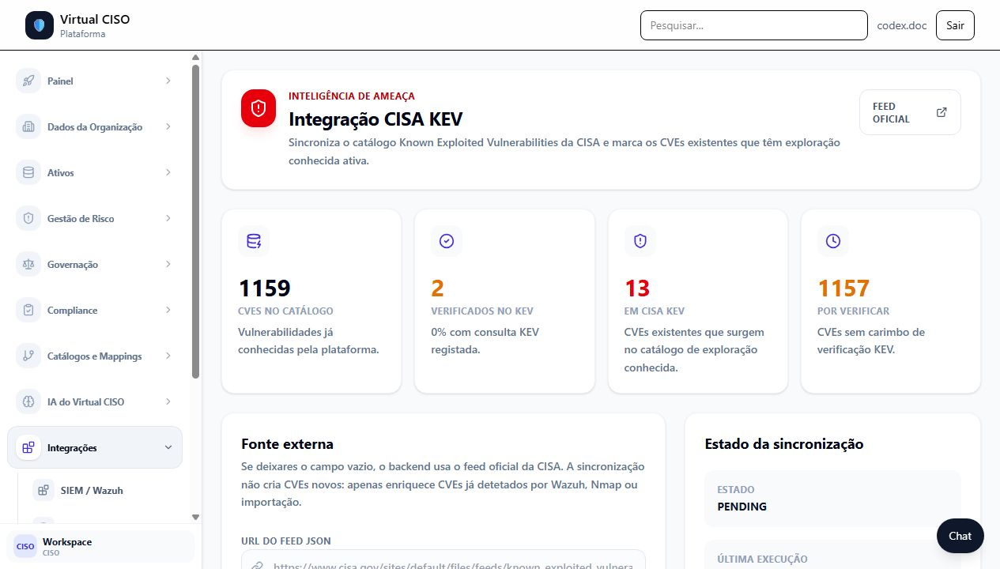 Virtual CISO
Plataforma
Pesquisar...
codex.doc
Sair
Painel
Dados da Organização
Ativos
Gestão de Risco
Governação
Compliance
Catálogos e Mappings
IA do Virtual CISO
Integrações
SIEM / Wazuh
CISO
Workspace
CISO
INTELIGÊNCIA DE AMEAÇA
Integração CISA KEV
Sincroniza o catálogo Known Exploited Vulnerabilities da CISA e marca os CVEs existentes que têm exploração
conhecida ativa.
FEED
OFICIAL
1159
CVES NO CATÁLOGO
Vulnerabilidades já
conhecidas pela plataforma.
2
VERIFICADOS NO KEV
0% com consulta KEV
registada.
13
EM CISA KEV
CVEs existentes que surgem
no catálogo de exploração
conhecida.
1157
POR VERIFICAR
CVEs sem carimbo de
verificação KEV.
Fonte externa
Se deixares o campo vazio, o backend usa o feed oficial da CISA. A sincronização
não cria CVEs novos: apenas enriquece CVEs já detetados por Wazuh, Nmap ou
importação.
URL DO FEED JSON
https://www.cisa.gov/sites/default/files/feeds/known_exploited_vulnera
Estado da sincronização
ESTADO
PENDING
ÚLTIMA EXECUÇÃO
Chat